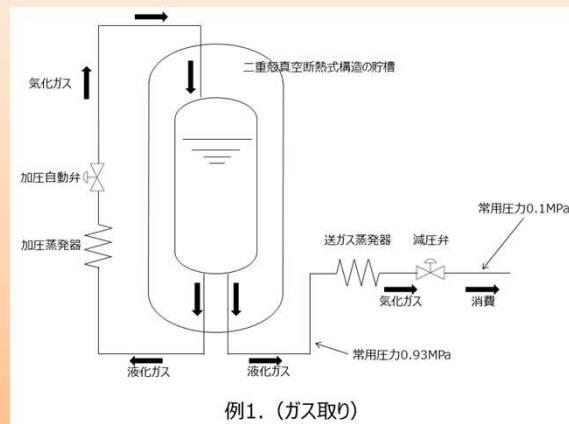 二重殻真空断熱式構造の貯槽
気化ガス
加圧自動弁
加圧蒸発器
液化ガス
液化ガス
送ガス蒸発器
減圧弁
常用圧力0.1MPa
気化ガス
消費
常用圧力0.93MPa
例1.（ガス取り）